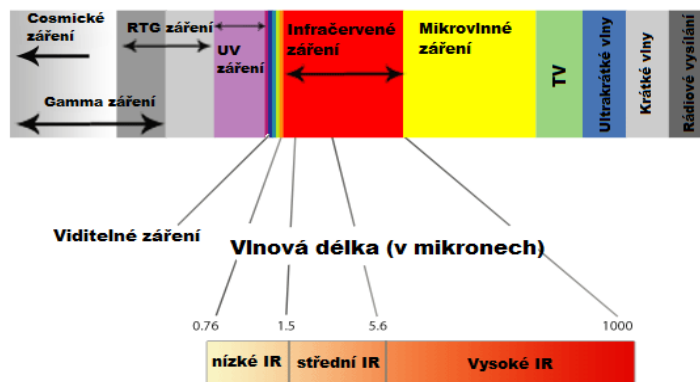 Cosmické
záření
RTG záření
UV
záření
Gamma záření
Infračervené
záření
Mikrovlnné
záření
TV
Ultrakrátké vlny
Krátké vlny
Rádiové vysílání
Viditelné záření
Vlnová délka (v mikronech)
0.76
1.5
5.6
1000
nízké IR
střední IR
Vysoké IR